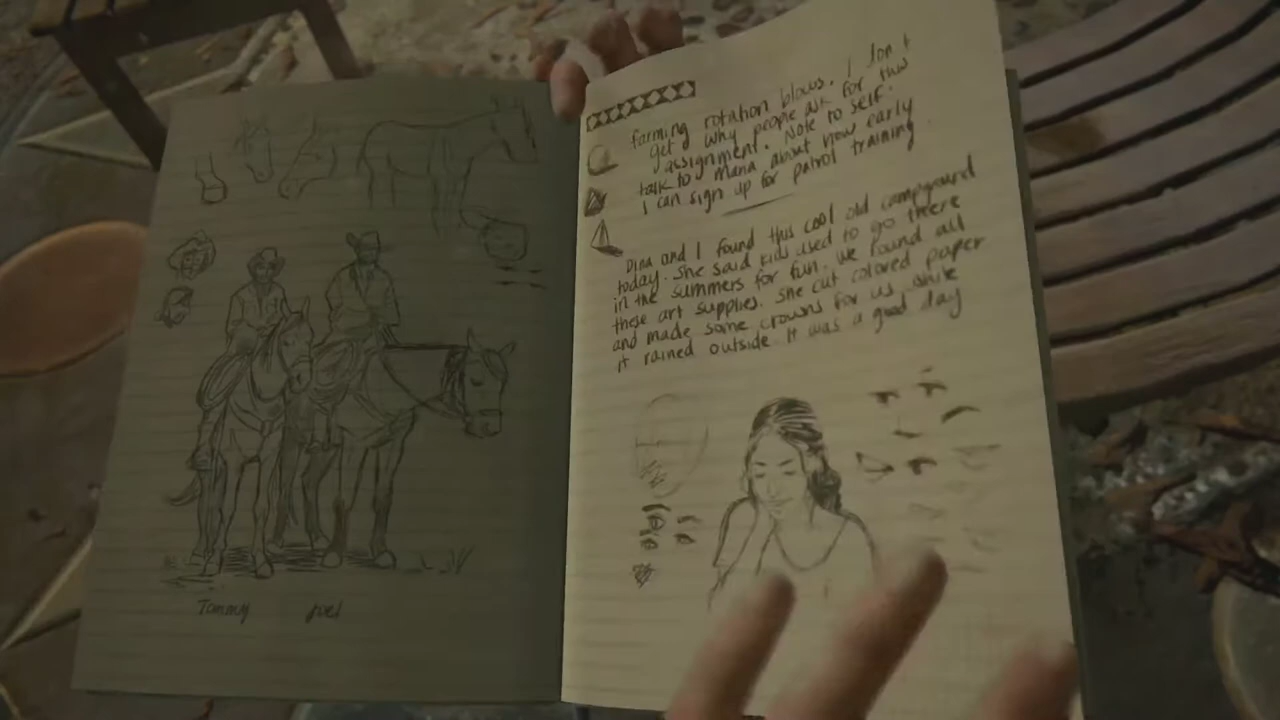 farming rotation blows. I don't
get why people ask for this
assignment. Note to self:
talk to Maria about how early
I can sign up for patrol training
Dina and I found this cool old campground
today. She said kids used to go there
in the summers for fun. We found all
these art supplies. She cut colored paper
and made some crowns for us while
it rained outside. It was a good day
Tommy Joel